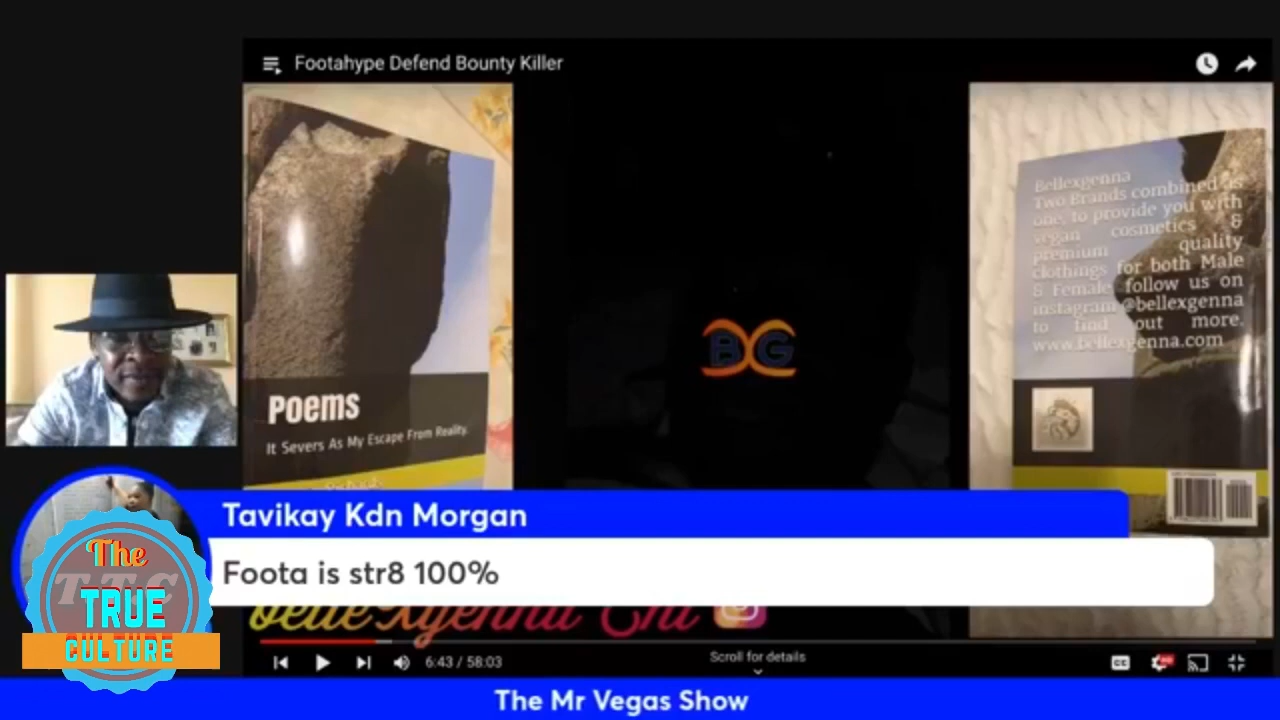 Footahype Defend Bounty Killer
Poems
It Severs As My Escape From Reality.
BG
Bellexgenna
Two Brands combined as
one, to provide you with
vegan cosmetics &
premium quality
clothings for both Male
& Female, follow us on
instagram @bellexgenna
to find out more.
www.bellexgenna.com
Tavikay Kdn Morgan
Foota is str8 100%
The
T.T.C
TRUE
CULTURE
6:43 / 58:03
Scroll for details
CC
The Mr Vegas Show